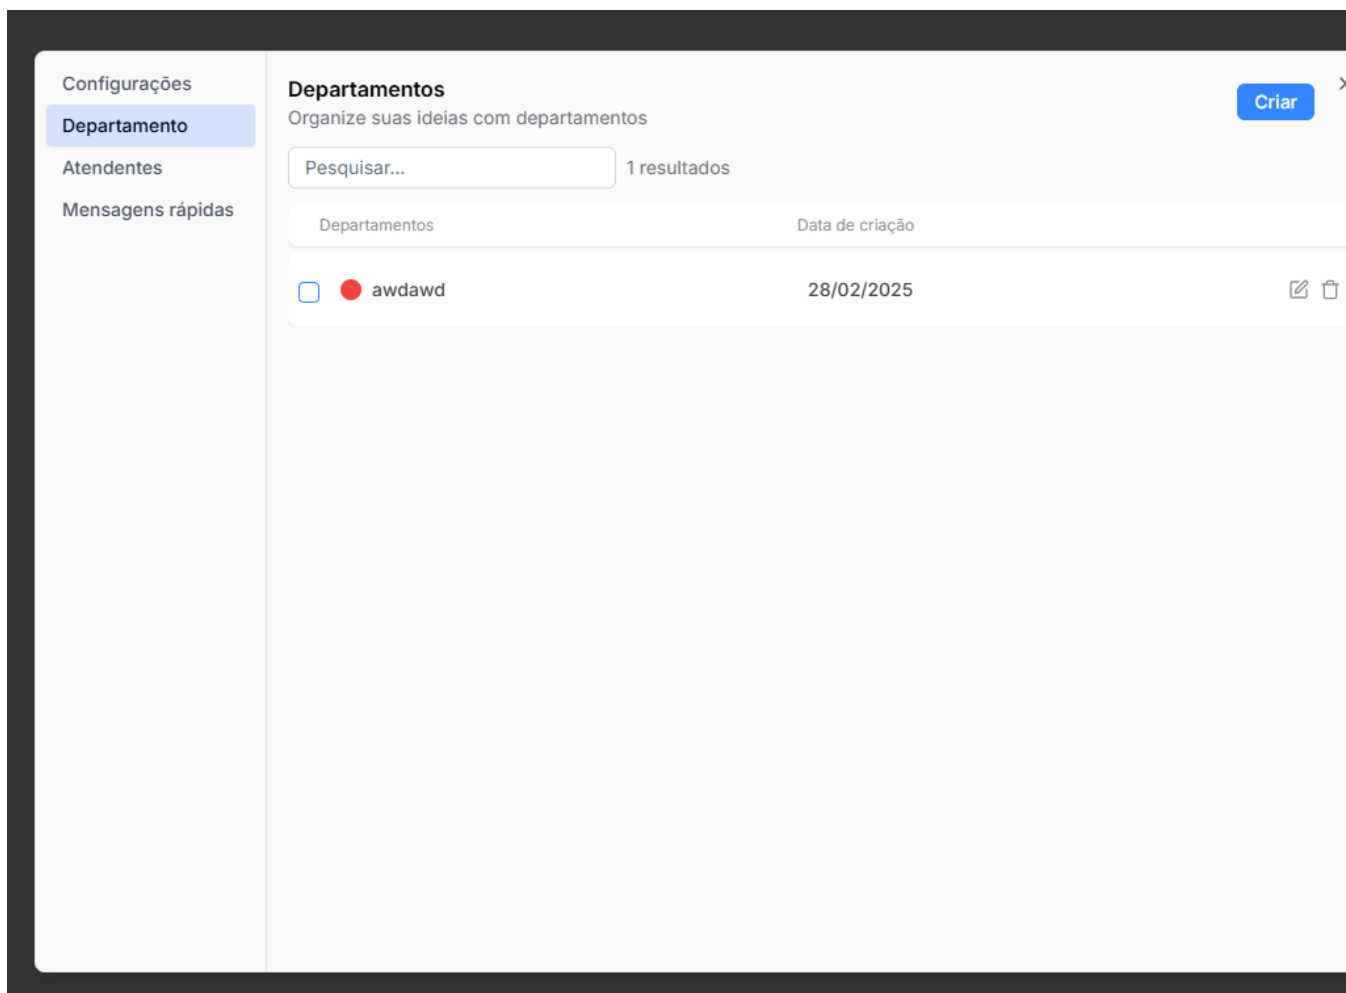 Configurações
Departamento
Atendentes
Mensagens rápidas
Departamentos
Organize suas ideias com departamentos
Criar
Pesquisar...
1 resultados
Departamentos
Data de criação
awdawd
28/02/2025